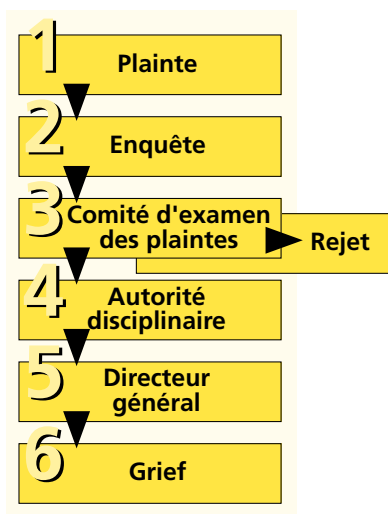 1
Plainte
2
Enquête
3
Comité d'examen
des plaintes
Rejet
4
Autorité
disciplinaire
5
Directeur
général
6
Grief